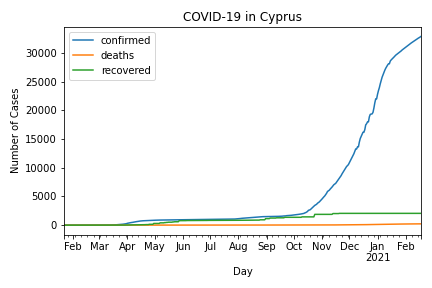 COVID-19 in Cyprus
confirmed
deaths
recovered
Number of Cases
30000
25000
20000
15000
10000
5000
0
Feb Mar Apr May Jun Jul Aug Sep Oct Nov Dec Jan Feb
2021
Day